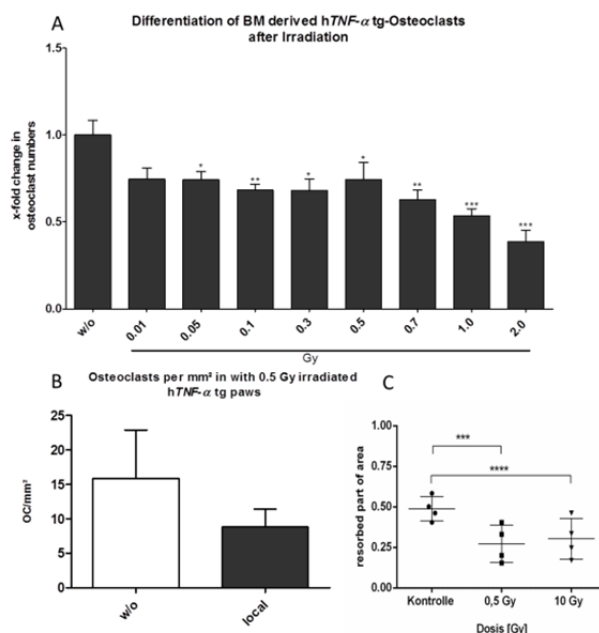 A
Differentiation of BM derived hTNF-α tg-Osteoclasts
after Irradiation
x-fold change in
osteoclast numbers
1.5
1.0
0.5
0.0
* ** * * ** *** ***
w/o 0.01 0.05 0.1 0.3 0.5 0.7 1.0 2.0
Gy
B
Osteoclasts per mm² in with 0.5 Gy irradiated
hTNF-α tg paws
OC/mm²
25
20
15
10
5
0
w/o local
C
resorbed part of area
1.00
0.75
0.50
0.25
0.00
***
****
Kontrolle 0,5 Gy 10 Gy
Dosis [Gy]